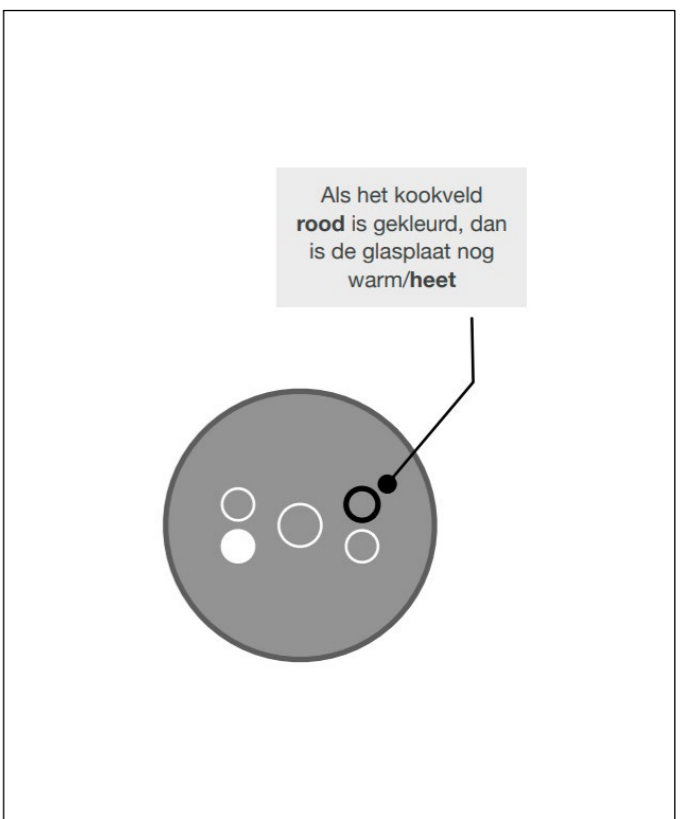 Als het kookveld
rood is gekleurd, dan
is de glasplaat nog
warm/heet